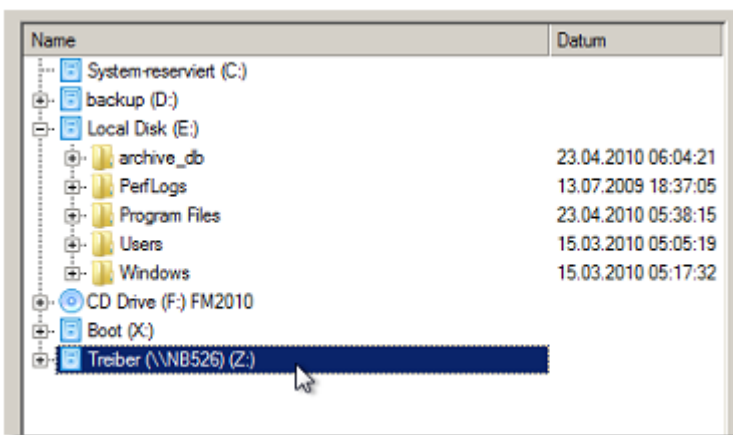 Name Datum
System-reserviert (C:)
backup (D:)
Local Disk (E:)
archive_db 23.04.2010 06:04:21
PerfLogs 13.07.2009 18:37:05
Program Files 23.04.2010 05:38:15
Users 15.03.2010 05:05:19
Windows 15.03.2010 05:17:32
CD Drive (F:) FM2010
Boot (X:)
Treiber (\\NB526) (Z:)